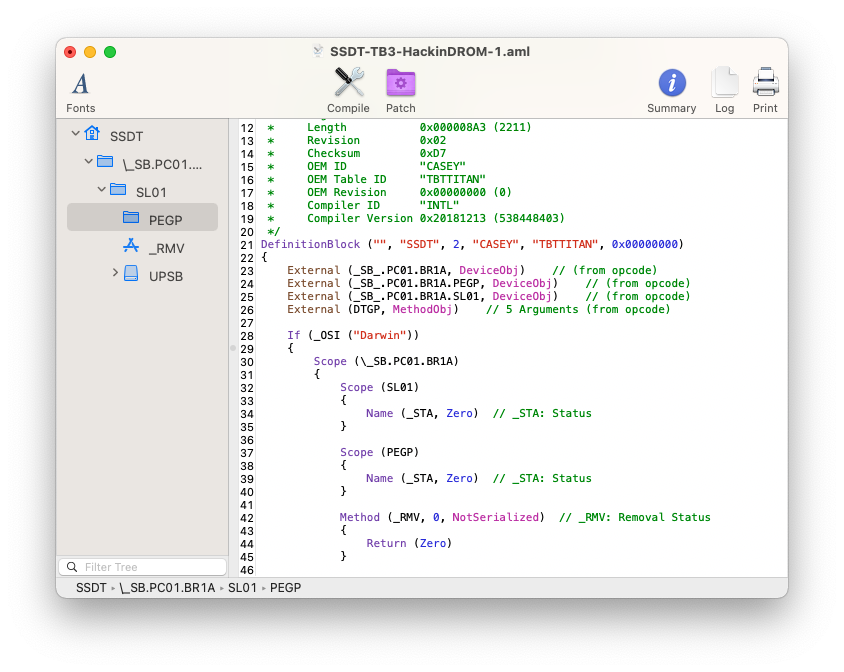 SSDT-TB3-HackinDROM-1.aml
A
Fonts
Compile
Patch
i
Summary
Log
Print
SSDT
\_SB.PC01....
SL01
PEGP
_RMV
UPSB
Filter Tree
12 * Length 0x000008A3 (2211)
13 * Revision 0x02
14 * Checksum 0xD7
15 * OEM ID "CASEY"
16 * OEM Table ID "TBTTITAN"
17 * OEM Revision 0x00000000 (0)
18 * Compiler ID "INTL"
19 * Compiler Version 0x20181213 (538448403)
20 */
21 DefinitionBlock ("", "SSDT", 2, "CASEY", "TBTTITAN", 0x00000000)
22 {
23 External (_SB_.PC01.BR1A, DeviceObj) // (from opcode)
24 External (_SB_.PC01.BR1A.PEGP, DeviceObj) // (from opcode)
25 External (_SB_.PC01.BR1A.SL01, DeviceObj) // (from opcode)
26 External (DTGP, MethodObj) // 5 Arguments (from opcode)
27
28 If (_OSI ("Darwin"))
29 {
30 Scope (\_SB.PC01.BR1A)
31 {
32 Scope (SL01)
33 {
34 Name (_STA, Zero) // _STA: Status
35 }
36
37 Scope (PEGP)
38 {
39 Name (_STA, Zero) // _STA: Status
40 }
41
42 Method (_RMV, 0, NotSerialized) // _RMV: Removal Status
43 {
44 Return (Zero)
45 }
46
SSDT \_SB.PC01.BR1A SL01 PEGP